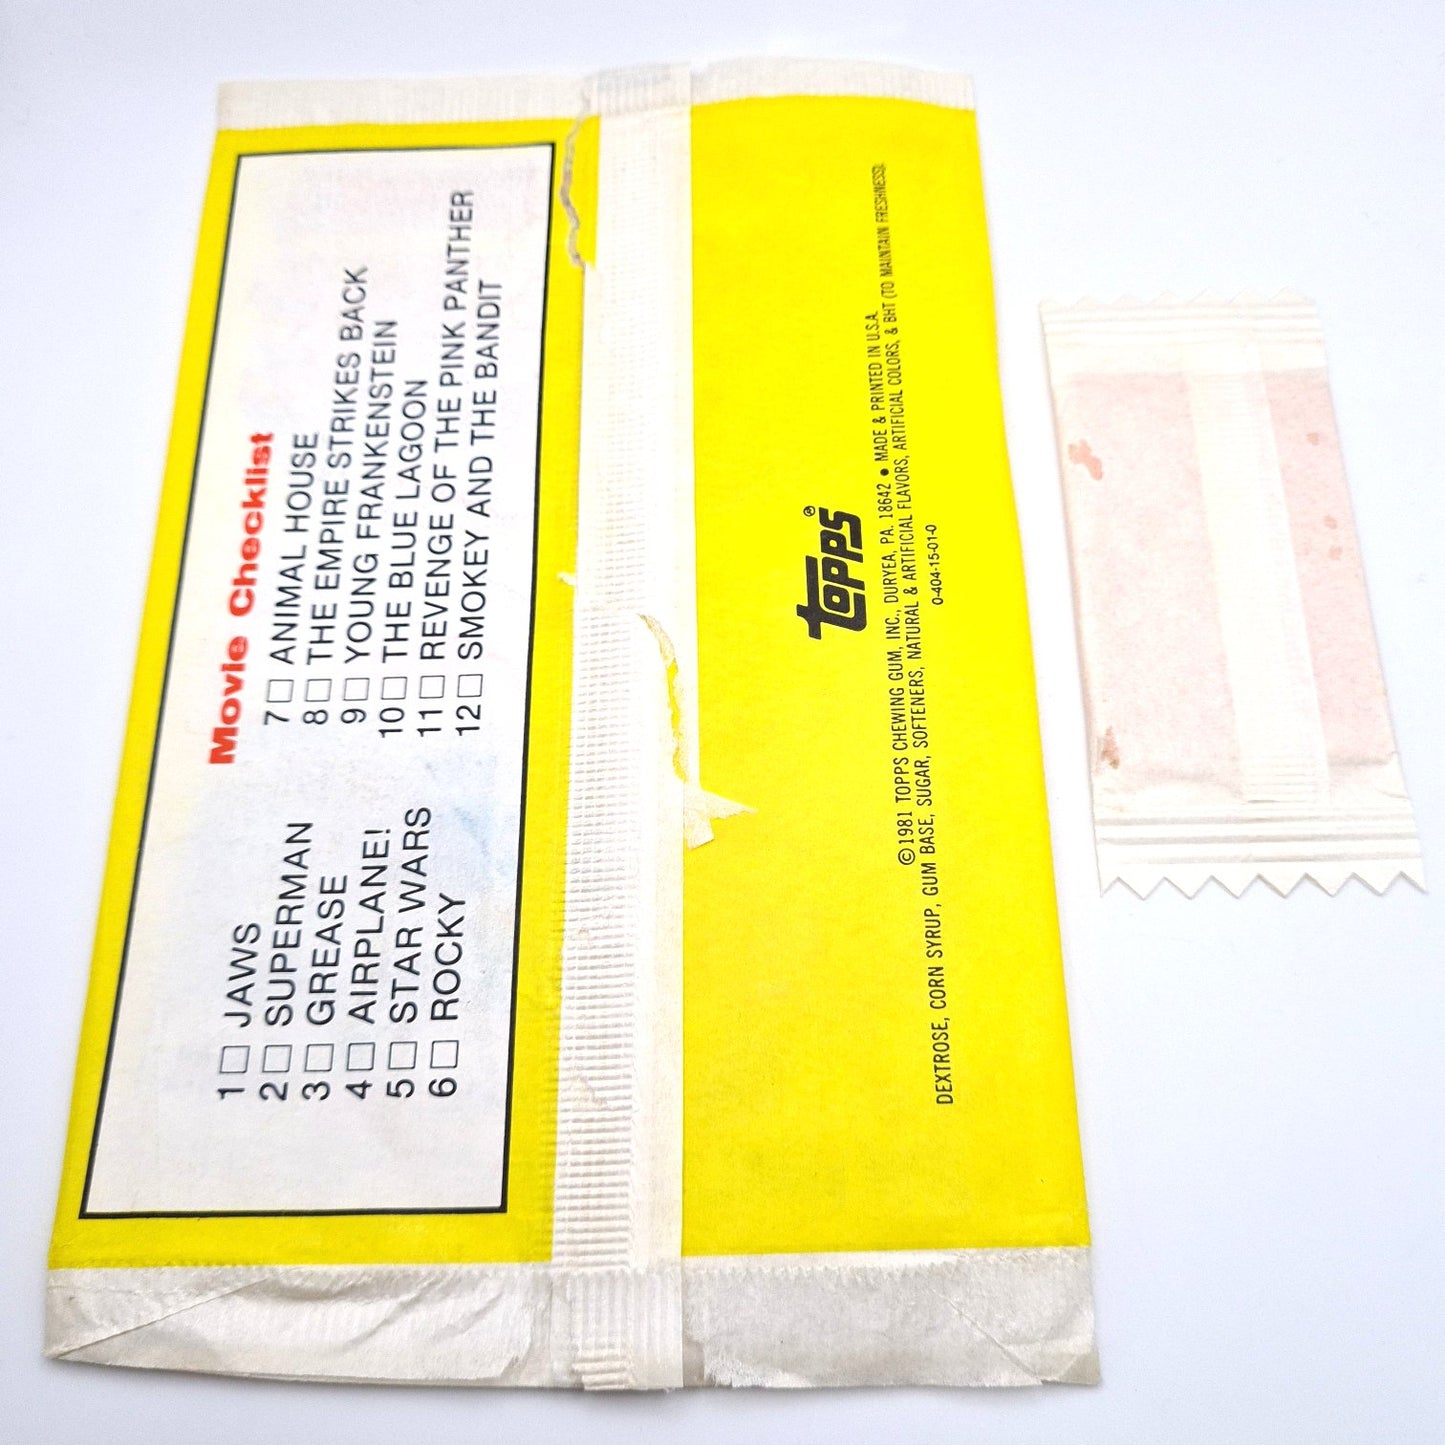 Movie Checklist
1 □ JAWS
2 □ SUPERMAN
3 □ GREASE
4 □ AIRPLANE!
5 □ STAR WARS
6 □ ROCKY
7 □ ANIMAL HOUSE
8 □ THE EMPIRE STRIKES BACK
9 □ YOUNG FRANKENSTEIN
10 □ THE BLUE LAGOON
11 □ REVENGE OF THE PINK PANTHER
12 □ SMOKEY AND THE BANDIT
topps®
©1981 TOPPS CHEWING GUM, INC., DURYEA, PA. 18642 • MADE & PRINTED IN U.S.A.
DEXTROSE, CORN SYRUP, GUM BASE, SUGAR, SOFTENERS, NATURAL & ARTIFICIAL FLAVORS, ARTIFICIAL COLORS, & BHT (TO MAINTAIN FRESHNESS).
0-404-15-01-0